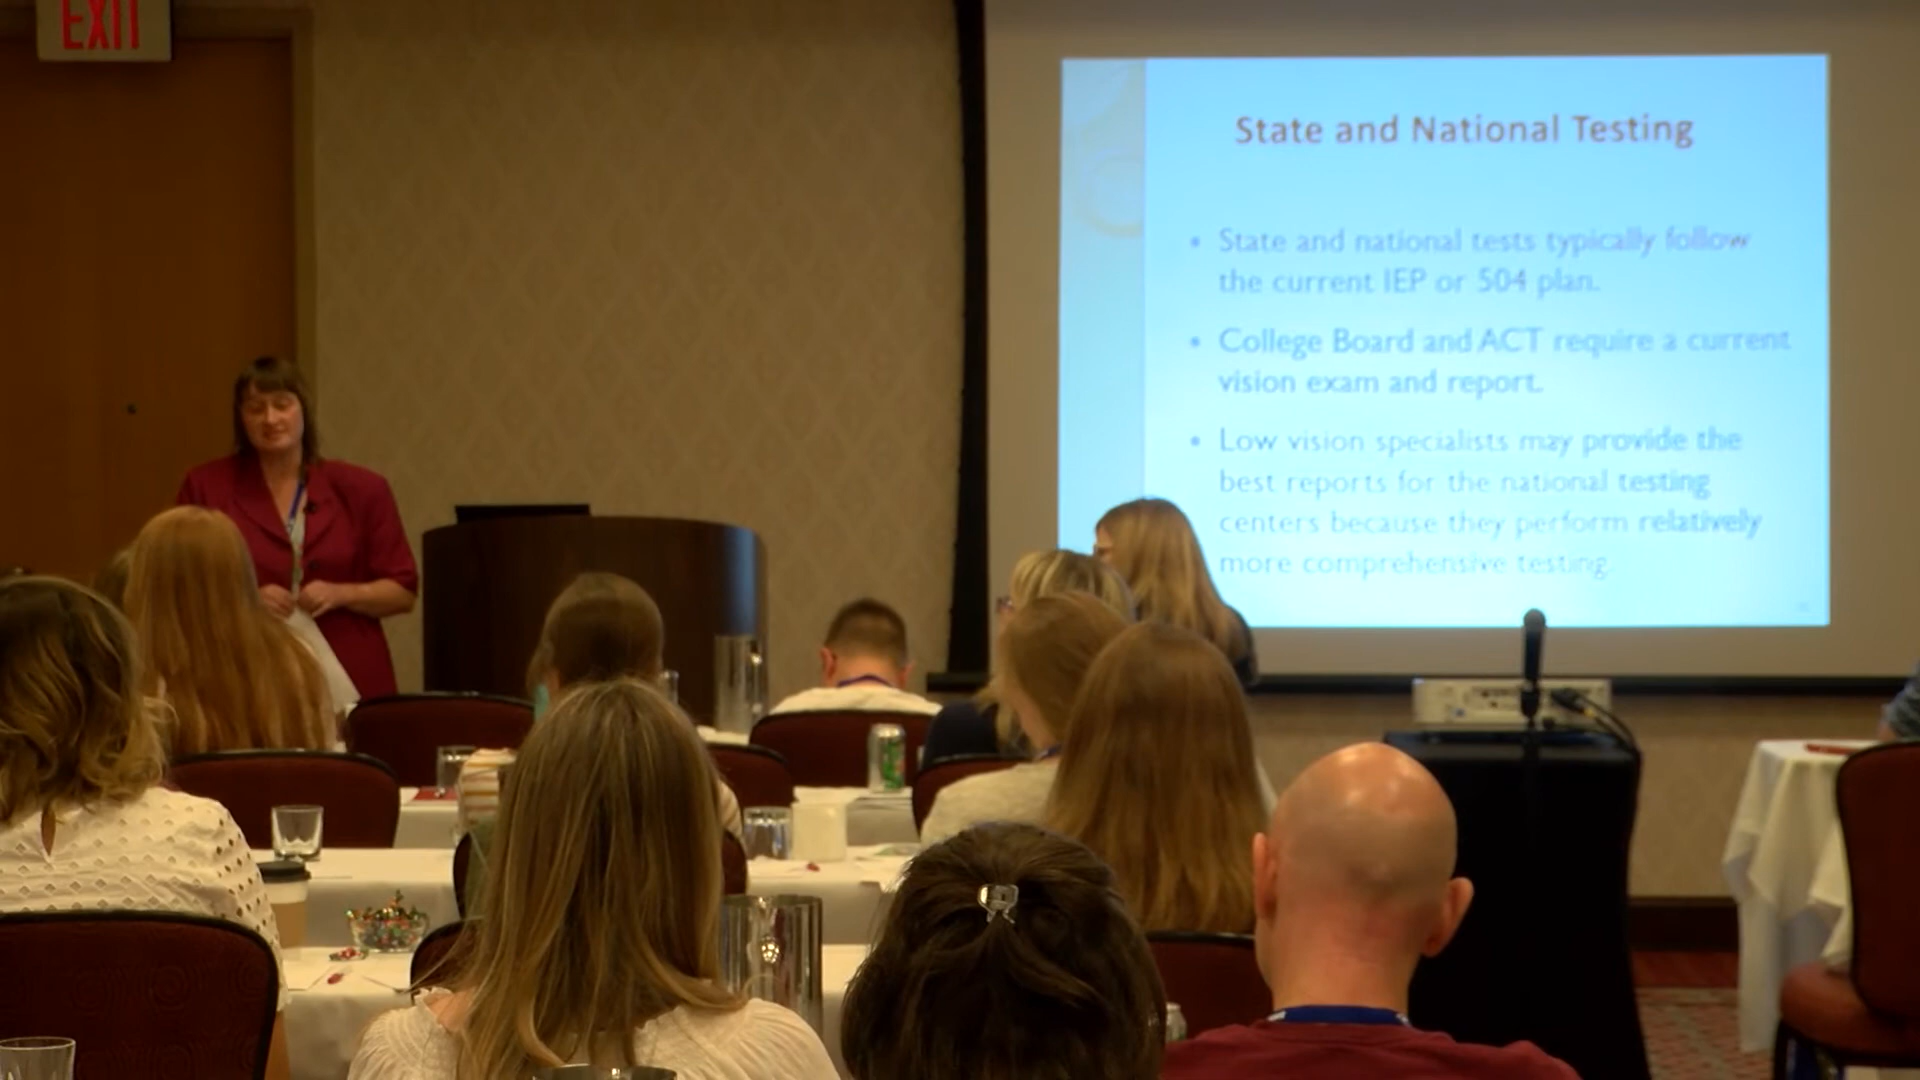 EXIT
State and National Testing
• State and national tests typically follow
the current IEP or 504 plan.
• College Board and ACT require a current
vision exam and report.
• Low vision specialists may provide the
best reports for the national testing
centers because they perform relatively
more comprehensive testing.